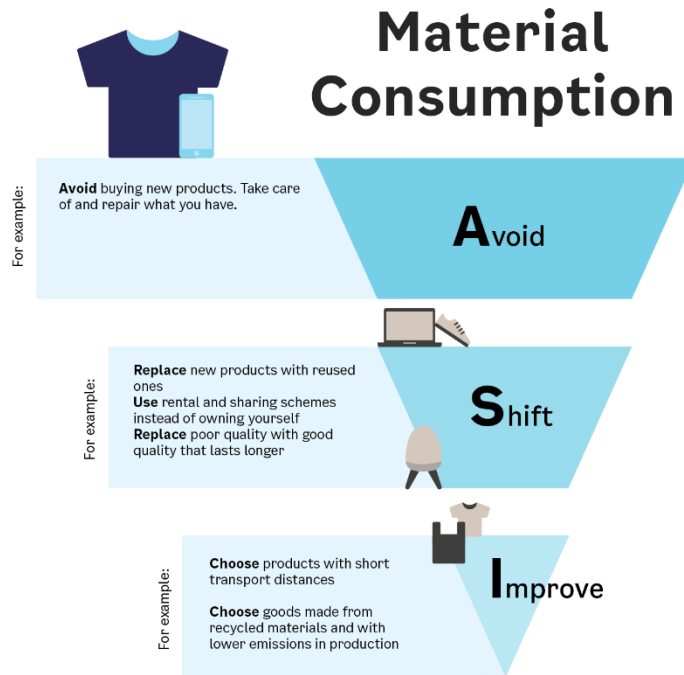 Material
Consumption
For example:
Avoid buying new products. Take care
of and repair what you have.
Avoid
For example:
Replace new products with reused
ones
Use rental and sharing schemes
instead of owning yourself
Replace poor quality with good
quality that lasts longer
Shift
For example:
Choose products with short
transport distances
Choose goods made from
recycled materials and with
lower emissions in production
Improve